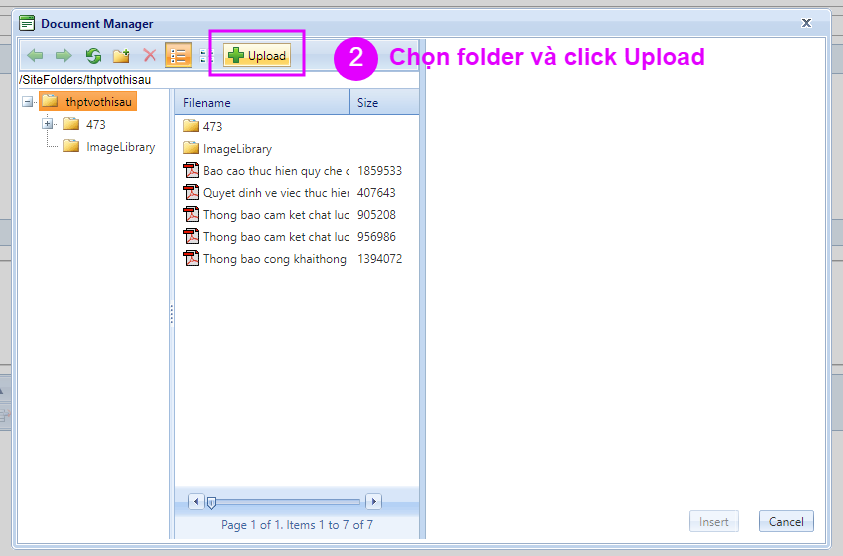 Document Manager
Upload
2 Chọn folder và click Upload
/SiteFolders/thptvothisau
thptvothisau
473
ImageLibrary
Filename Size
473
ImageLibrary
Bao cao thuc hien quy che 1859533
Quyet dinh ve viec thuc hien 407643
Thong bao cam ket chat luc 905208
Thong bao cam ket chat luc 956986
Thong bao cong khaithong 1394072
Page 1 of 1. Items 1 to 7 of 7
Insert Cancel